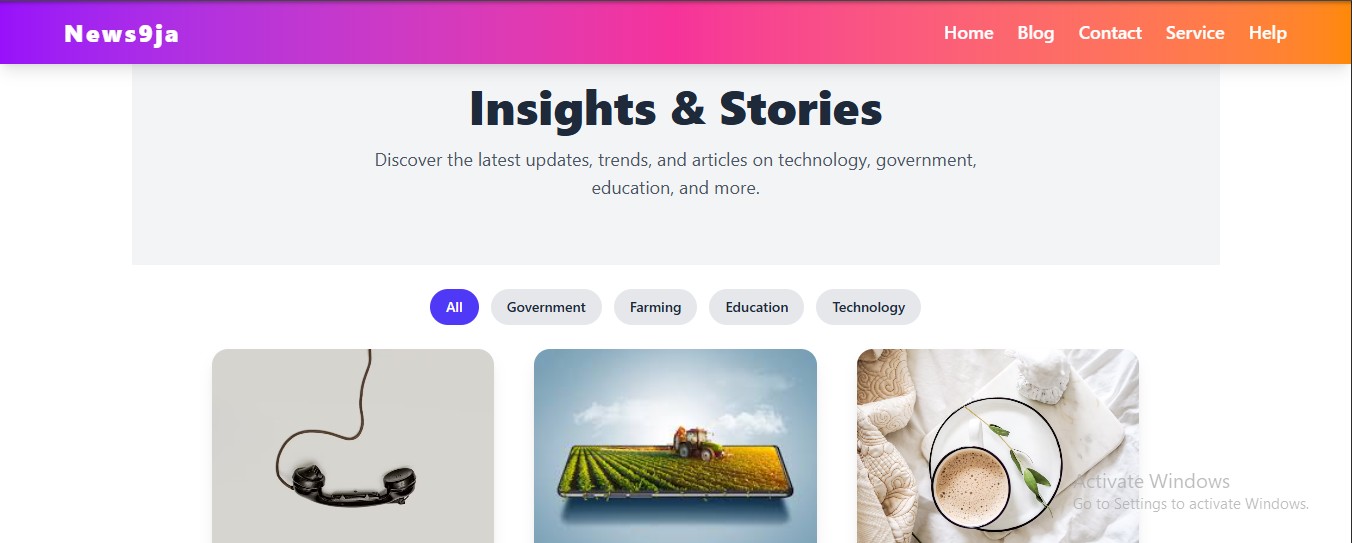 News9ja
Home Blog Contact Service Help
Insights & Stories
Discover the latest updates, trends, and articles on technology, government,
education, and more.
All Government Farming Education Technology
Activate Windows
Go to Settings to activate Windows.